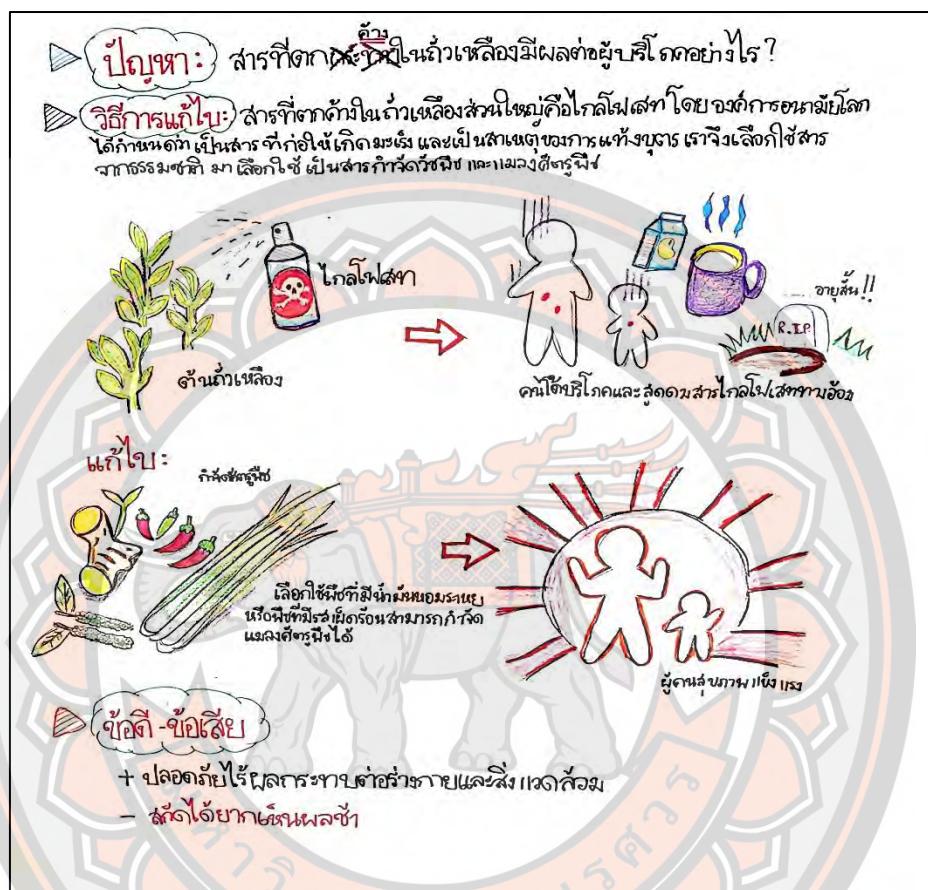 ปัญหา: สารที่ตกค้างในถั่วเหลืองมีผลต่อผู้บริโภคอย่างไร?
วิธีการแก้ไข: สารที่ตกค้างในถั่วเหลืองส่วนใหญ่คือไกลโฟเสท โดยองค์การอนามัยโลก
ได้กำหนดว่า เป็นสารที่ก่อให้เกิดมะเร็ง และเป็นสาเหตุของการแท้งบุตร เราจึงเลือกใช้สาร
จากธรรมชาติ มาเลือกใช้ เป็นสารกำจัดวัชพืช และแมลงศัตรูพืช
ไกลโฟเสท
ต้นถั่วเหลือง
อายุสั้น!!
R.I.P.
คนได้บริโภคและสูดดมสารไกลโฟเสททางอ้อม
แก้ไข:
กำจัดศัตรูพืช
เลือกใช้พืชที่มีน้ำมันหอมระเหย
หรือพืชที่มีรสเผ็ดร้อนสามารถกำจัด
แมลงศัตรูพืชได้
ผู้คนสุขภาพแข็งแรง
ข้อดี - ข้อเสีย
+ ปลอดภัยไร้ผลกระทบต่อร่างกายและสิ่งแวดล้อม
- สกัดได้ยากเห็นผลช้า